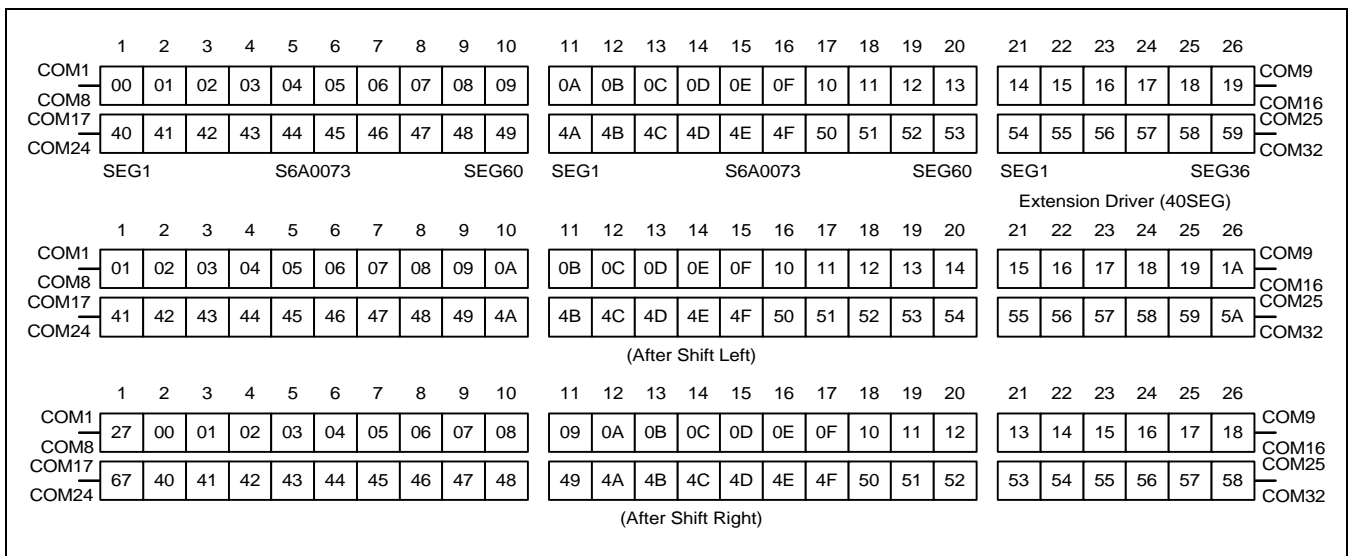 1 2 3 4 5 6 7 8 9 10 11 12 13 14 15 16 17 18 19 20 21 22 23 24 25 26
COM1 COM9
00 01 02 03 04 05 06 07 08 09 0A 0B 0C 0D 0E 0F 10 11 12 13 14 15 16 17 18 19
COM8 COM16
COM17 COM25
40 41 42 43 44 45 46 47 48 49 4A 4B 4C 4D 4E 4F 50 51 52 53 54 55 56 57 58 59
COM24 COM32
SEG1 S6A0073 SEG60 SEG1 S6A0073 SEG60 SEG1 SEG36
Extension Driver (40SEG)
1 2 3 4 5 6 7 8 9 10 11 12 13 14 15 16 17 18 19 20 21 22 23 24 25 26
COM1 COM9
01 02 03 04 05 06 07 08 09 0A 0B 0C 0D 0E 0F 10 11 12 13 14 15 16 17 18 19 1A
COM8 COM16
COM17 COM25
41 42 43 44 45 46 47 48 49 4A 4B 4C 4D 4E 4F 50 51 52 53 54 55 56 57 58 59 5A
COM24 COM32
(After Shift Left)
1 2 3 4 5 6 7 8 9 10 11 12 13 14 15 16 17 18 19 20 21 22 23 24 25 26
COM1 COM9
27 00 01 02 03 04 05 06 07 08 09 0A 0B 0C 0D 0E 0F 10 11 12 13 14 15 16 17 18
COM8 COM16
COM17 COM25
67 40 41 42 43 44 45 46 47 48 49 4A 4B 4C 4D 4E 4F 50 51 52 53 54 55 56 57 58
COM24 COM32
(After Shift Right)